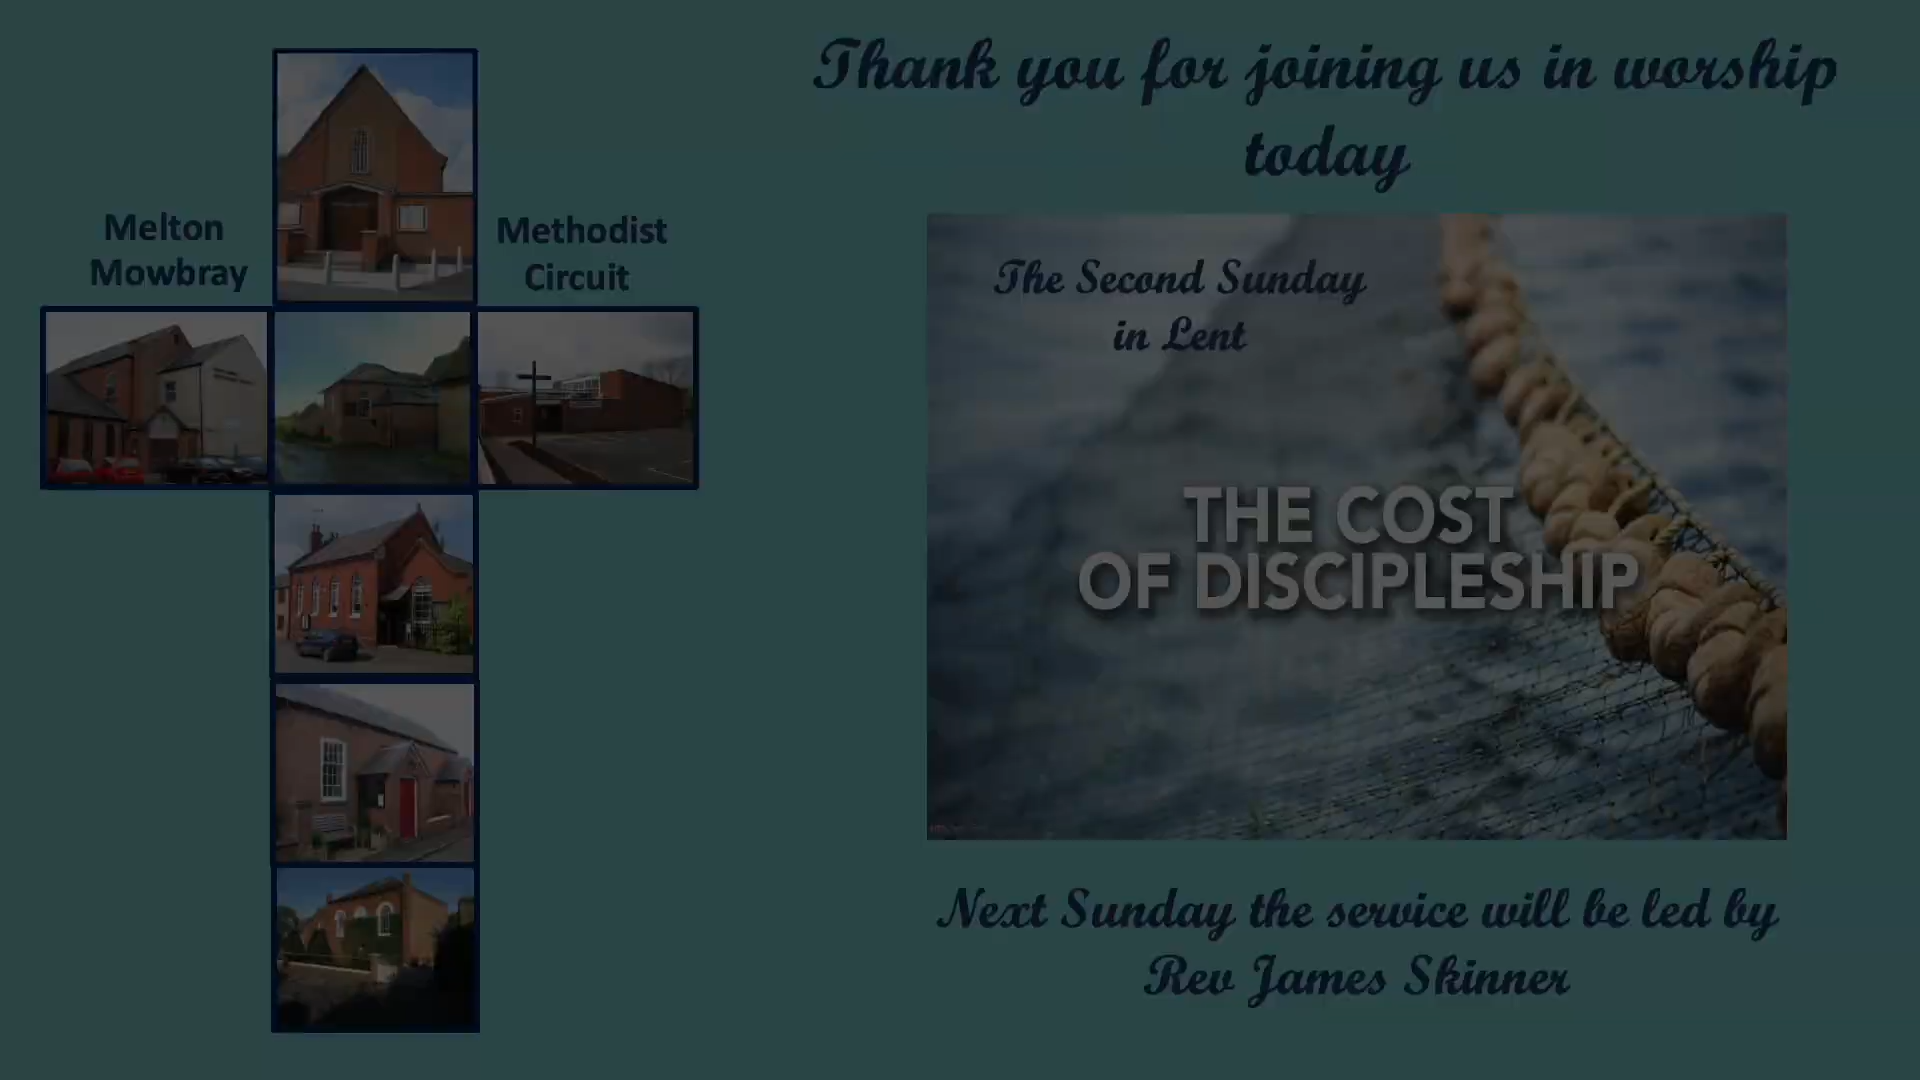 Thank you for joining us in worship
today
Melton
Mowbray
Methodist
Circuit
The Second Sunday
in Lent
THE COST
OF DISCIPLESHIP
Next Sunday the service will be led by
Rev James Skinner